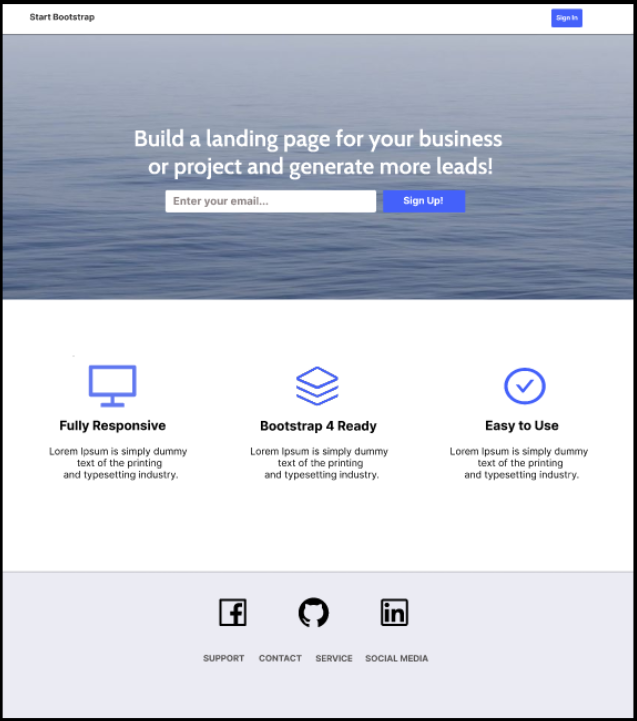 Start Bootstrap
Sign In
Build a landing page for your business
or project and generate more leads!
Enter your email...
Sign Up!
Fully Responsive
Lorem Ipsum is simply dummy
text of the printing
and typesetting industry.
Bootstrap 4 Ready
Lorem Ipsum is simply dummy
text of the printing
and typesetting industry.
Easy to Use
Lorem Ipsum is simply dummy
text of the printing
and typesetting industry.
SUPPORT
CONTACT
SERVICE
SOCIAL MEDIA